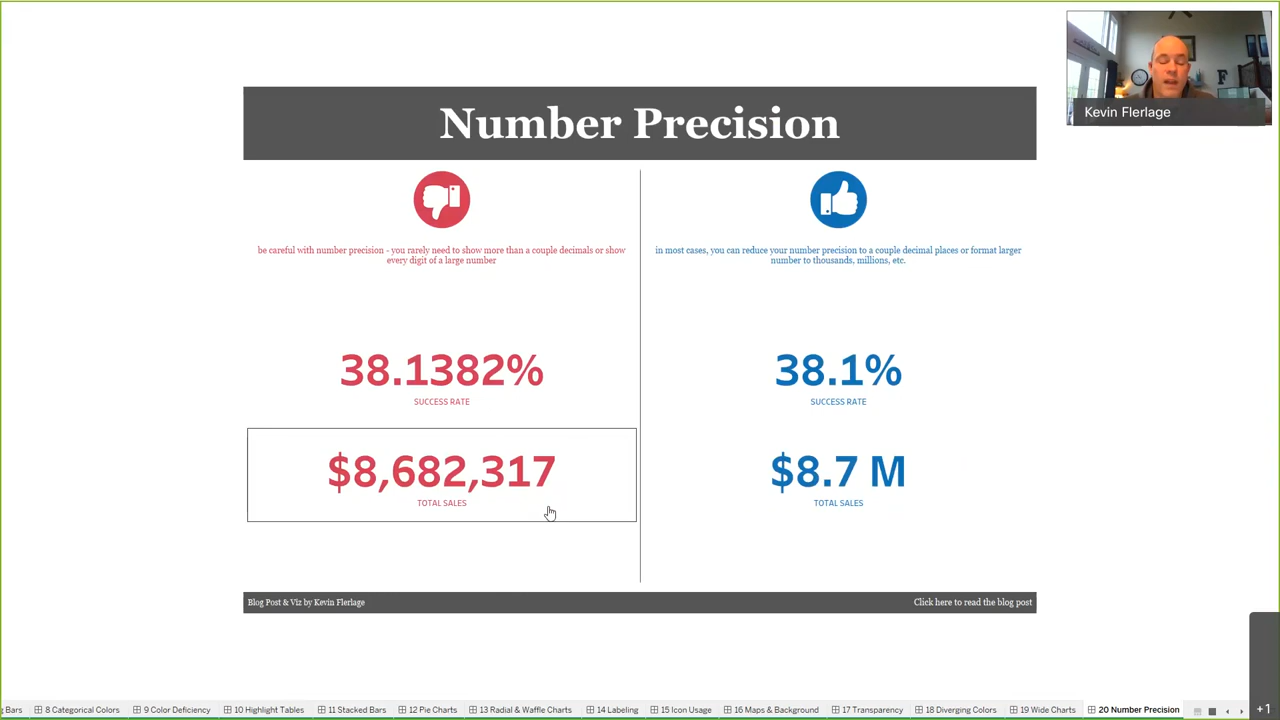 Kevin Flerlage
Number Precision
be careful with number precision - you rarely need to show more than a couple decimals or show
every digit of a large number
in most cases, you can reduce your number precision to a couple decimal places or format larger
number to thousands, millions, etc.
38.1382%
SUCCESS RATE
38.1%
SUCCESS RATE
$8,682,317
TOTAL SALES
$8.7 M
TOTAL SALES
Blog Post & Viz by Kevin Flerlage
Click here to read the blog post
g Bars
8 Categorical Colors
9 Color Deficiency
10 Highlight Tables
11 Stacked Bars
12 Pie Charts
13 Radial & Waffle Charts
14 Labeling
15 Icon Usage
16 Maps & Background
17 Transparency
18 Diverging Colors
19 Wide Charts
20 Number Precision
+1
F